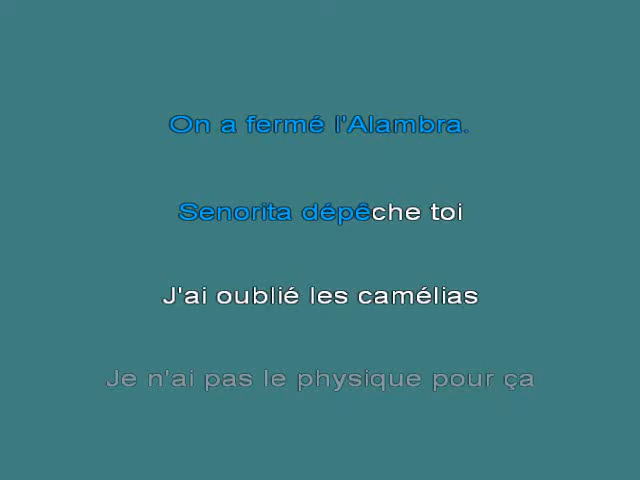 On a fermé l'Alambra.
Senorita dépêche toi
J'ai oublié les camélias
Je n'ai pas le physique pour ça